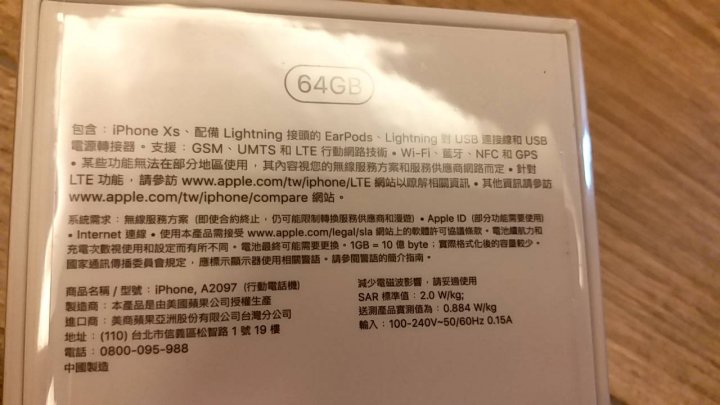 64GB
包含：iPhone Xs、配備 Lightning 接頭的 EarPods、Lightning 對 USB 連接線和 USB
電源轉接器。支援：GSM、UMTS 和 LTE 行動網路技術 • Wi-Fi、藍牙、NFC 和 GPS
• 某些功能無法在部分地區使用，其內容視您的無線服務方案和服務供應商網路而定 • 針對
LTE 功能，請參訪 www.apple.com/tw/iphone/LTE 網站以瞭解相關資訊 • 其他資訊請參訪
www.apple.com/tw/iphone/compare 網站。
系統需求：無線服務方案 (即使合約終止，仍可能限制轉換服務供應商和漫遊) • Apple ID (部分功能需要使用)
• Internet 連線 • 使用本產品需接受 www.apple.com/legal/sla 網站上的軟體許可協議條款。電池續航力和
充電次數視使用和設定而有所不同。電池最終可能需要更換。1GB = 10 億 byte；實際格式化後的容量較少。
國家通訊傳播委員會規定，應標示顯示器使用相關警語。請參閱警語的簡介指南。
商品名稱 / 型號：iPhone, A2097 (行動電話機)
製造商：本產品是由美國蘋果公司授權生產
進口商：美商蘋果亞洲股份有限公司台灣分公司
地址：(110) 台北市信義區松智路 1 號 19 樓
電話：0800-095-988
中國製造
減少電磁波影響，請妥適使用
SAR 標準值：2.0 W/kg;
送測產品實測值為：0.884 W/kg
輸入：100-240V~50/60Hz 0.15A